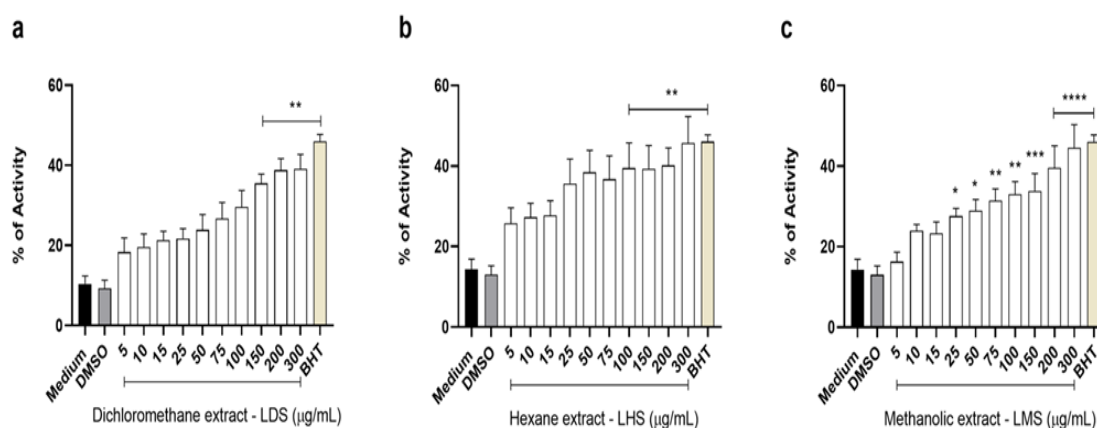 a
% of Activity
60
40
20
0
**
Medium
DMSO
5
10
15
25
50
75
100
150
200
300
BHT
Dichloromethane extract - LDS (μg/mL)
b
% of Activity
60
40
20
0
**
Medium
DMSO
5
10
15
25
50
75
100
150
200
300
BHT
Hexane extract - LHS (μg/mL)
c
% of Activity
60
40
20
0
*
*
**
**
***
****
Medium
DMSO
5
10
15
25
50
75
100
150
200
300
BHT
Methanolic extract - LMS (μg/mL)